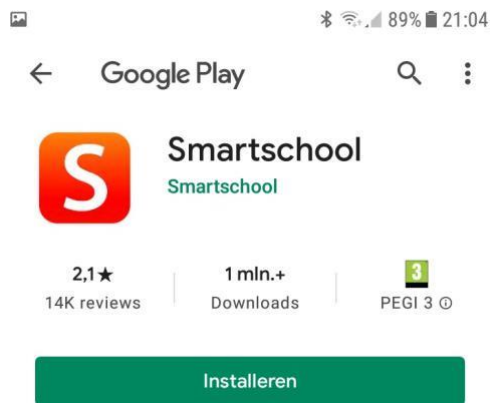 89% 21:04
Google Play
S
Smartschool
Smartschool
2,1★ 1 mln.+ 3
14K reviews Downloads PEGI 3
Installeren